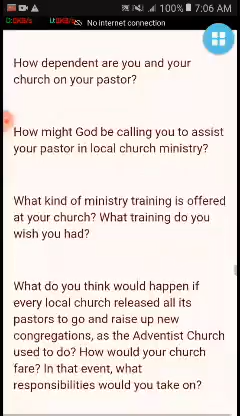 100% 7:06 AM
No internet connection
How dependent are you and your
church on your pastor?
How might God be calling you to assist
your pastor in local church ministry?
What kind of ministry training is offered
at your church? What training do you
wish you had?
What do you think would happen if
every local church released all its
pastors to go and raise up new
congregations, as the Adventist Church
used to do? How would your church
fare? In that event, what
responsibilities would you take on?